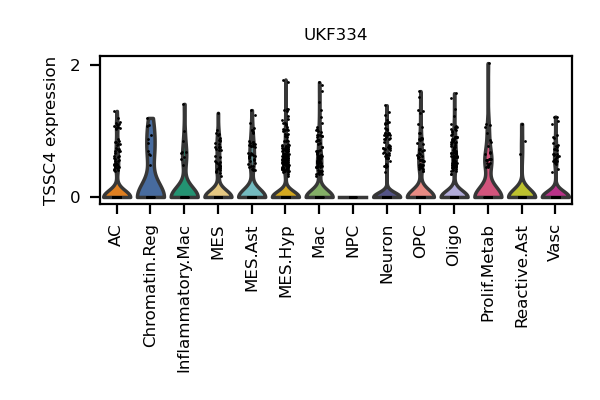 UKF334
TSSC4 expression
2
0
AC
Chromatin.Reg
Inflammatory.Mac
MES
MES.Ast
MES.Hyp
Mac
NPC
Neuron
OPC
Oligo
Prolif.Metab
Reactive.Ast
Vasc